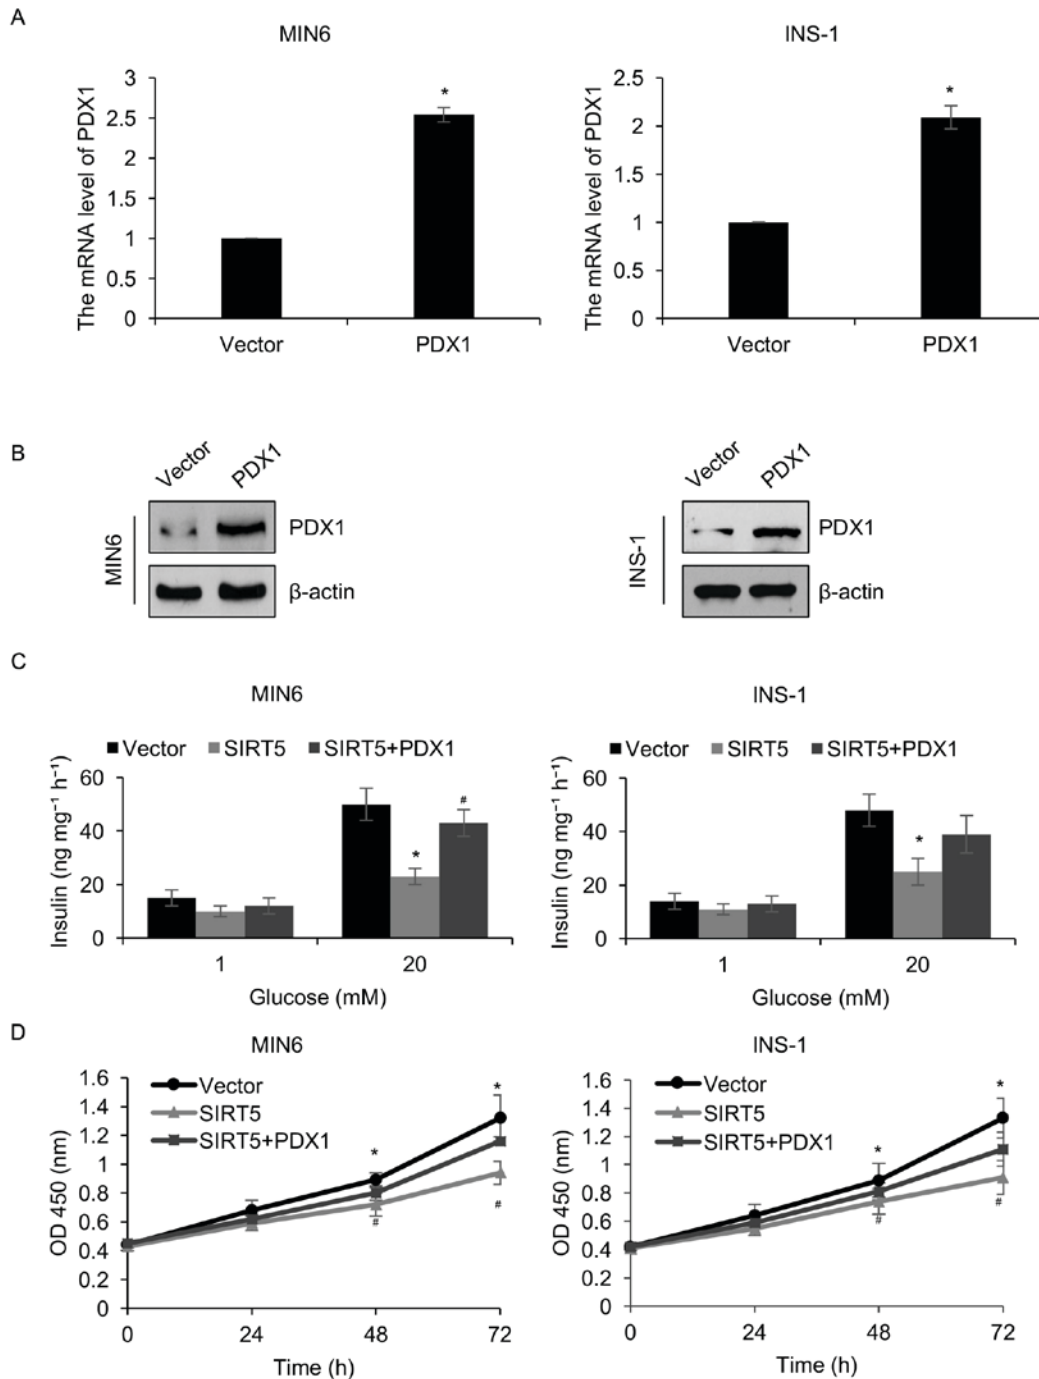 A
MIN6
INS-1
The mRNA level of PDX1
3
2.5
2
1.5
1
0.5
0
Vector
PDX1
*
The mRNA level of PDX1
2.5
2
1.5
1
0.5
0
Vector
PDX1
*
B
Vector
PDX1
MIN6
PDX1
β-actin
Vector
PDX1
INS-1
PDX1
β-actin
C
MIN6
Vector SIRT5 SIRT5+PDX1
Insulin (ng mg⁻¹ h⁻¹)
60
40
20
0
*
#
1
20
Glucose (mM)
INS-1
Vector SIRT5 SIRT5+PDX1
Insulin (ng mg⁻¹ h⁻¹)
60
40
20
0
*
1
20
Glucose (mM)
D
MIN6
Vector
SIRT5
SIRT5+PDX1
OD 450 (nm)
1.6
1.4
1.2
1
0.8
0.6
0.4
0.2
0
*
*
#
#
0
24
48
72
Time (h)
INS-1
Vector
SIRT5
SIRT5+PDX1
OD 450 (nm)
1.6
1.4
1.2
1
0.8
0.6
0.4
0.2
0
*
*
#
#
0
24
48
72
Time (h)